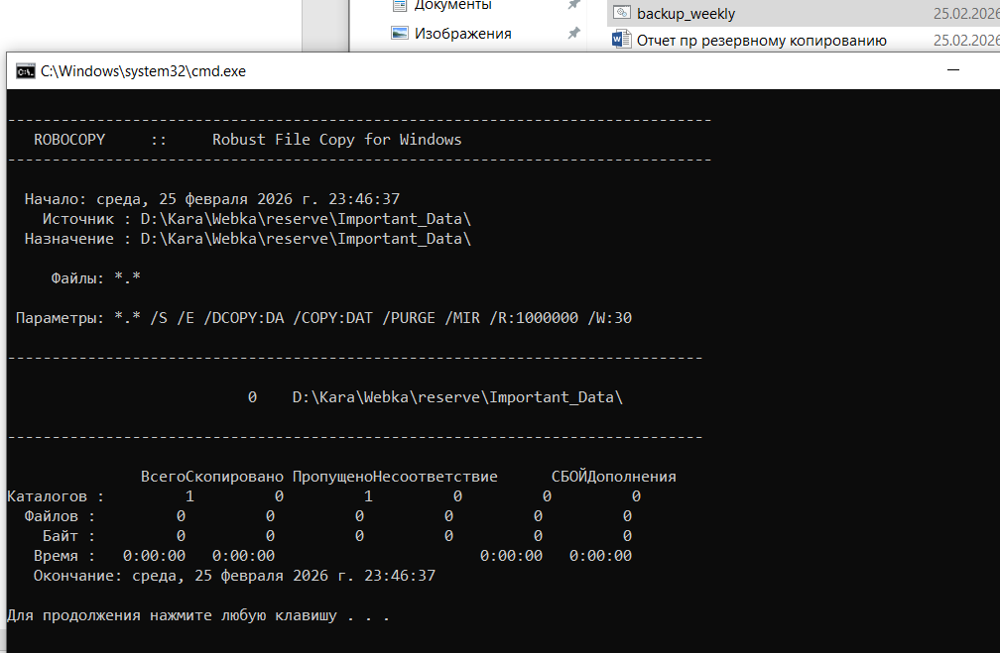 Документы
backup_weekly 25.02.2026
Изображения
Отчет пр резервному копированию 25.02.2026
C:\Windows\system32\cmd.exe
-------------------------------------------------------------------------------
ROBOCOPY :: Robust File Copy for Windows
-------------------------------------------------------------------------------
Начало: среда, 25 февраля 2026 г. 23:46:37
Источник : D:\Kara\Webka\reserve\Important_Data\
Назначение : D:\Kara\Webka\reserve\Important_Data\
Файлы: *.*
Параметры: *.* /S /E /DCOPY:DA /COPY:DAT /PURGE /MIR /R:1000000 /W:30
------------------------------------------------------------------------------
0 D:\Kara\Webka\reserve\Important_Data\
------------------------------------------------------------------------------
ВсегоСкопировано ПропущеноНесоответствие СБОЙДополнения
Каталогов : 1 0 1 0 0 0
Файлов : 0 0 0 0 0 0
Байт : 0 0 0 0 0 0
Время : 0:00:00 0:00:00 0:00:00 0:00:00
Окончание: среда, 25 февраля 2026 г. 23:46:37
Для продолжения нажмите любую клавишу . . .